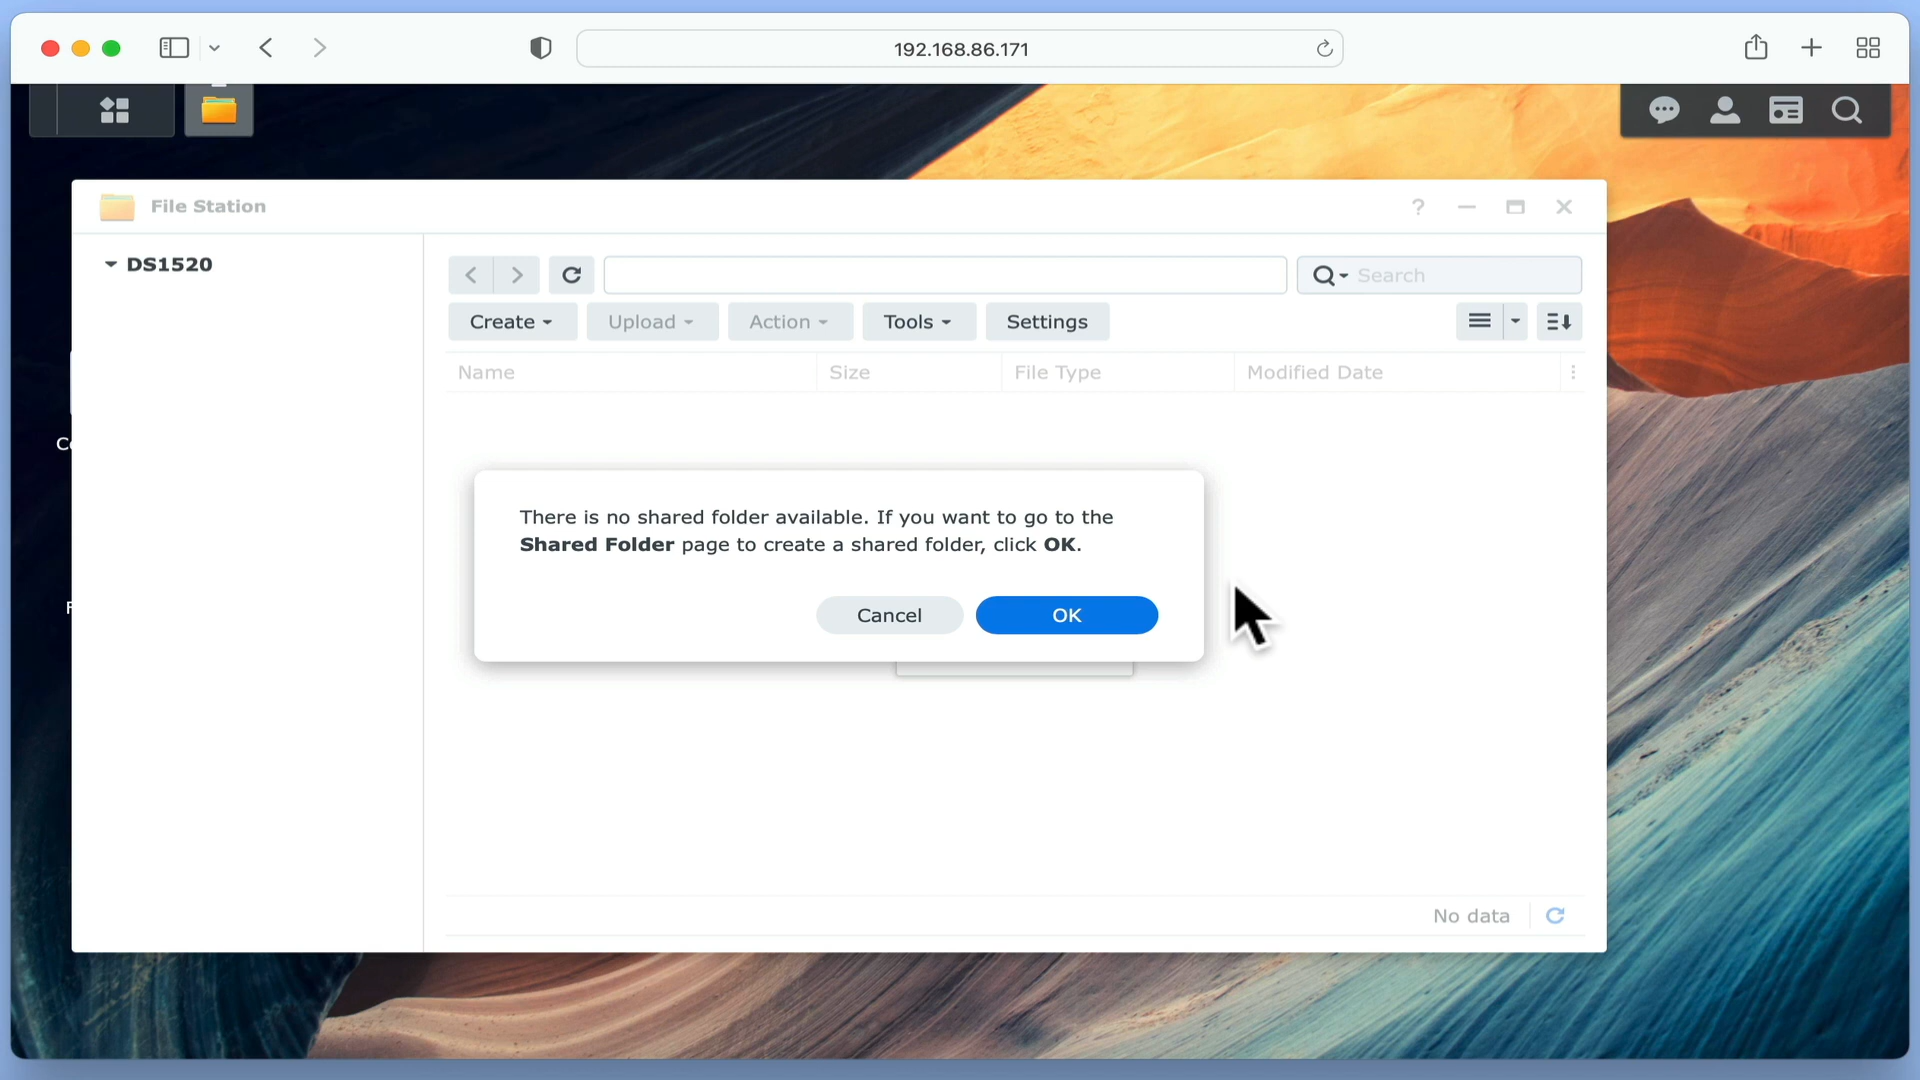 192.168.86.171
File Station
DS1520
Search
Create Upload Action Tools Settings
Name Size File Type Modified Date
There is no shared folder available. If you want to go to the
Shared Folder page to create a shared folder, click OK.
Cancel OK
No data